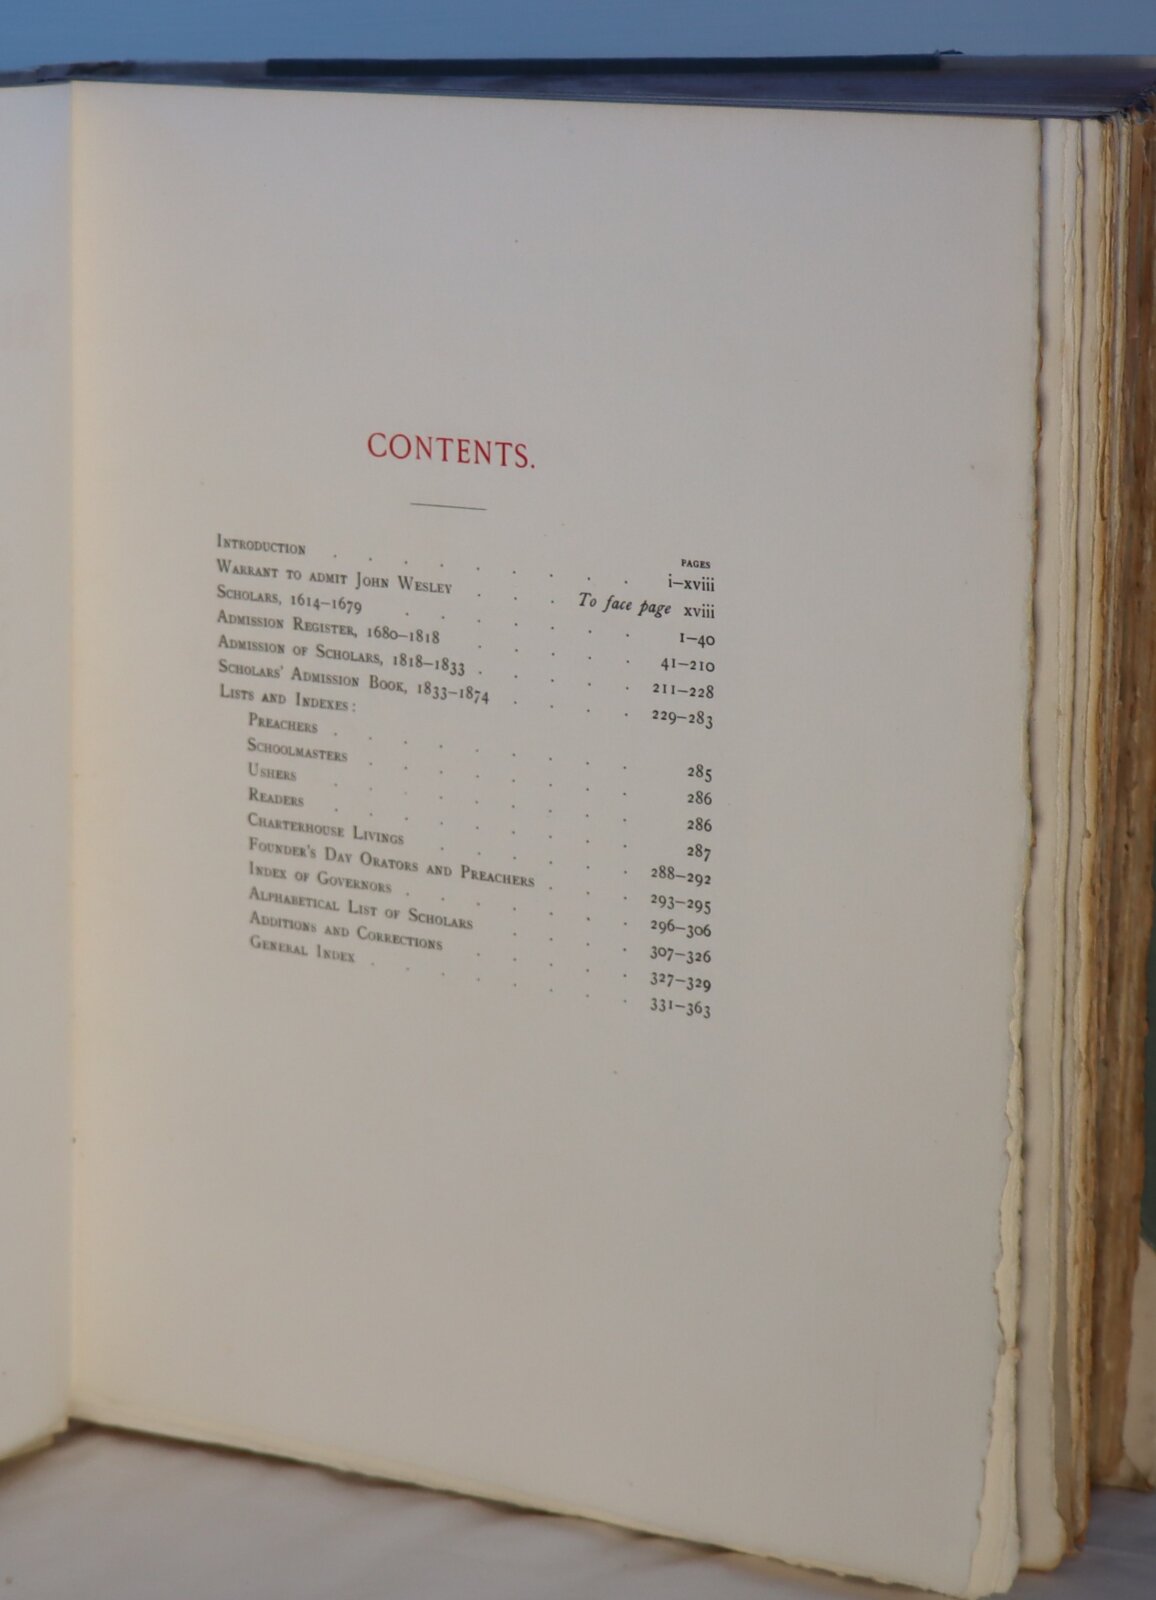 CONTENTS.
PAGES
INTRODUCTION . . . . . . . . . i–xviii
WARRANT TO ADMIT JOHN WESLEY . . . To face page xviii
SCHOLARS, 1614–1679 . . . . . . . 1–40
ADMISSION REGISTER, 1680–1818 . . . . . 41–210
ADMISSION OF SCHOLARS, 1818–1833 . . . . . 211–228
SCHOLARS' ADMISSION BOOK, 1833–1874 . . . . 229–283
LISTS AND INDEXES:
PREACHERS . . . . . . . . . 285
SCHOOLMASTERS . . . . . . . . 286
USHERS . . . . . . . . . 286
READERS . . . . . . . . . 287
CHARTERHOUSE LIVINGS . . . . . . 288–292
FOUNDER'S DAY ORATORS AND PREACHERS . . . 293–295
INDEX OF GOVERNORS . . . . . . . 296–306
ALPHABETICAL LIST OF SCHOLARS . . . . 307–326
ADDITIONS AND CORRECTIONS . . . . . 327–329
GENERAL INDEX . . . . . . . . 331–363